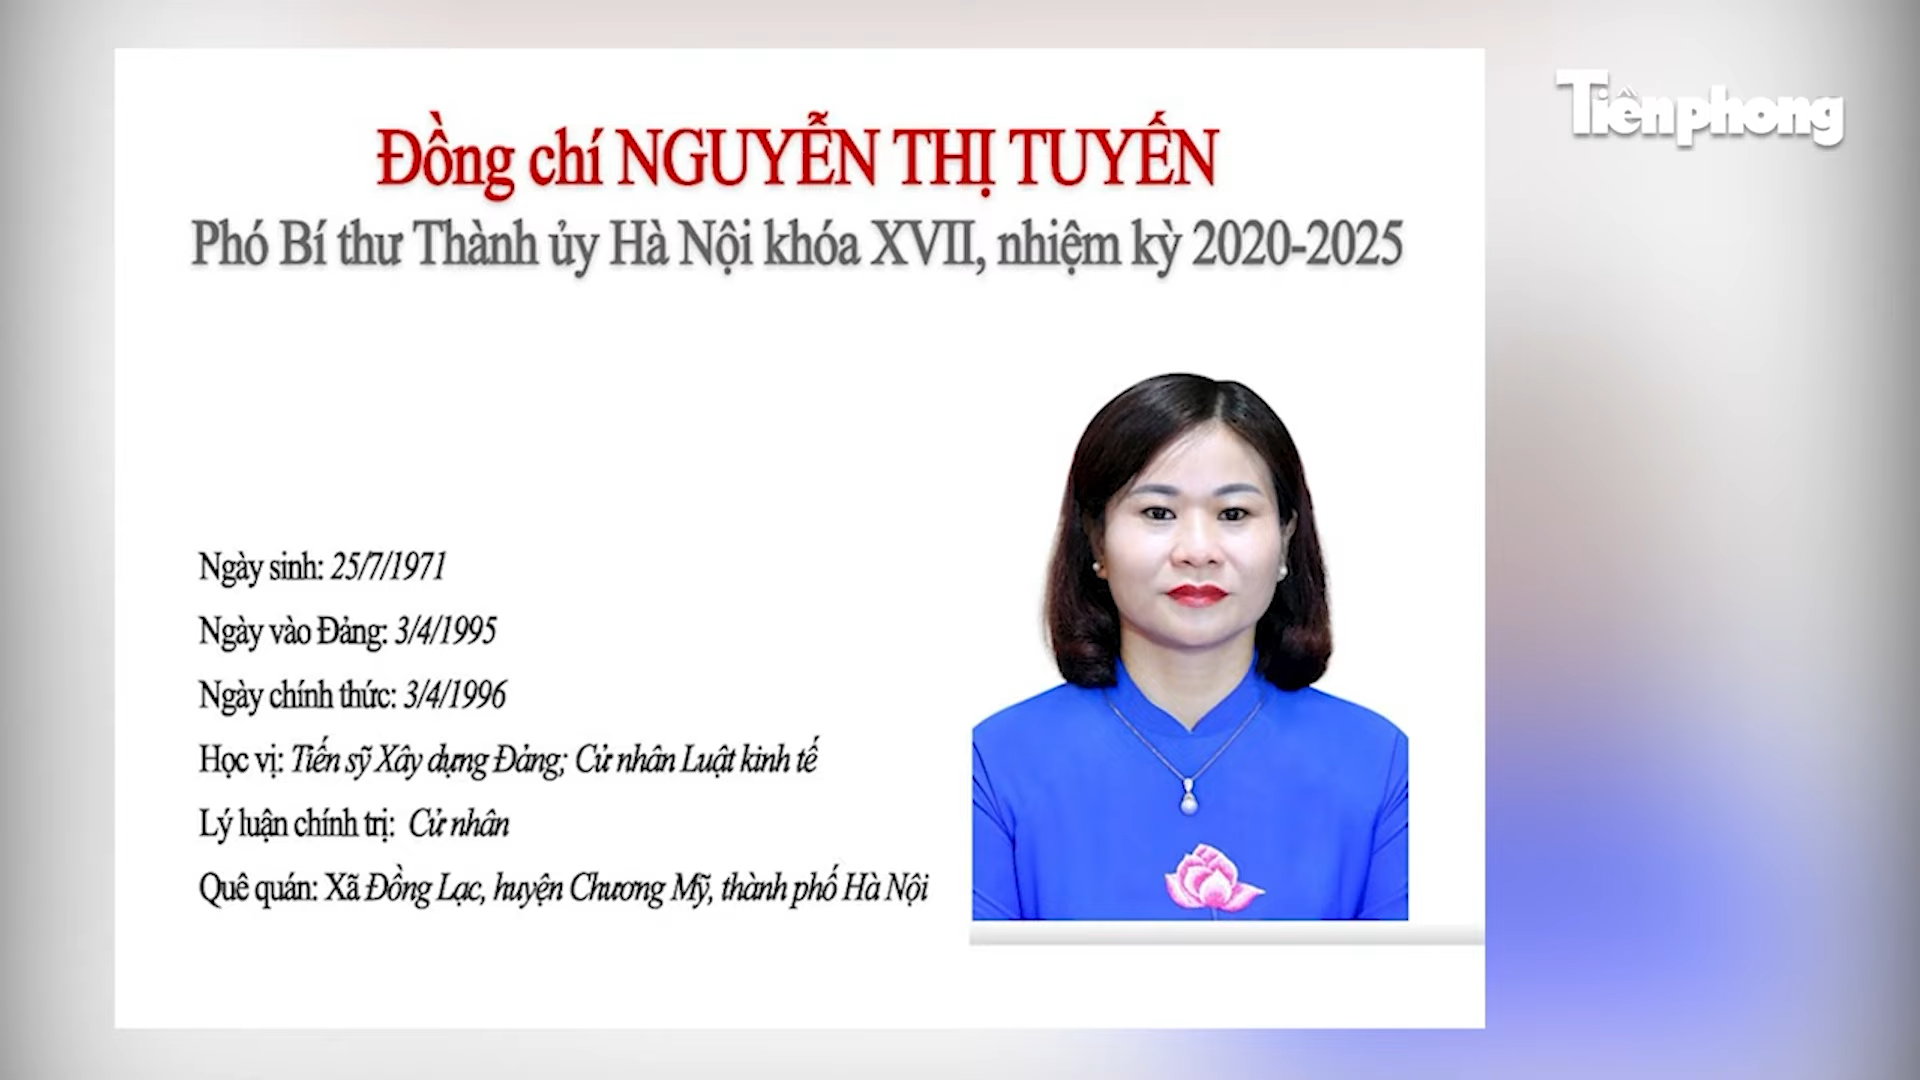 Tiền phong
Đồng chí NGUYỄN THỊ TUYẾN
Phó Bí thư Thành ủy Hà Nội khóa XVII, nhiệm kỳ 2020-2025
Ngày sinh: 25/7/1971
Ngày vào Đảng: 3/4/1995
Ngày chính thức: 3/4/1996
Học vị: Tiến sỹ Xây dựng Đảng; Cử nhân Luật kinh tế
Lý luận chính trị: Cử nhân
Quê quán: Xã Đồng Lạc, huyện Chương Mỹ, thành phố Hà Nội